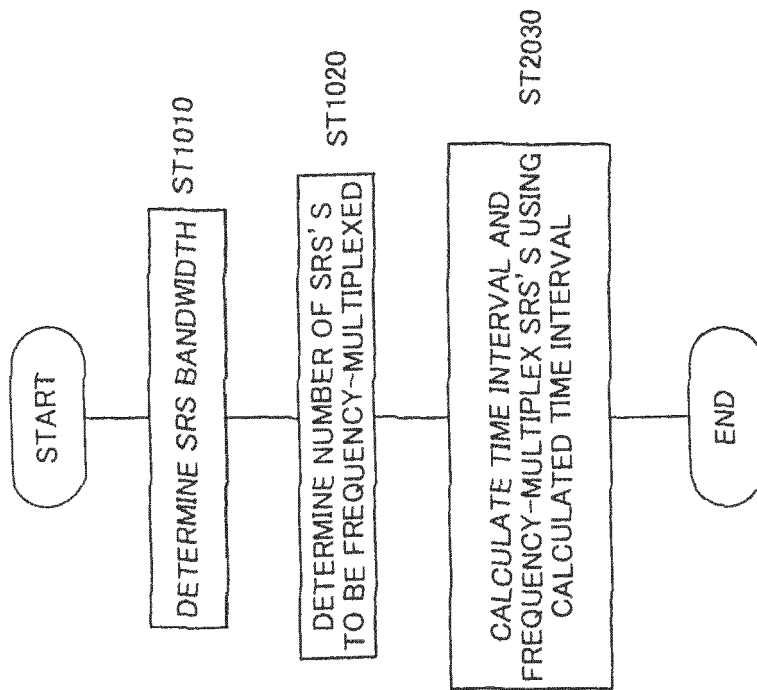 START
DETERMINE SRS BANDWIDTH
ST1010
DETERMINE NUMBER OF SRS' S
TO BE FREQUENCY-MULTIPLEXED
ST1020
CALCULATE TIME INTERVAL AND
FREQUENCY-MULTIPLEX SRS' S USING
CALCULATED TIME INTERVAL
ST2030
END